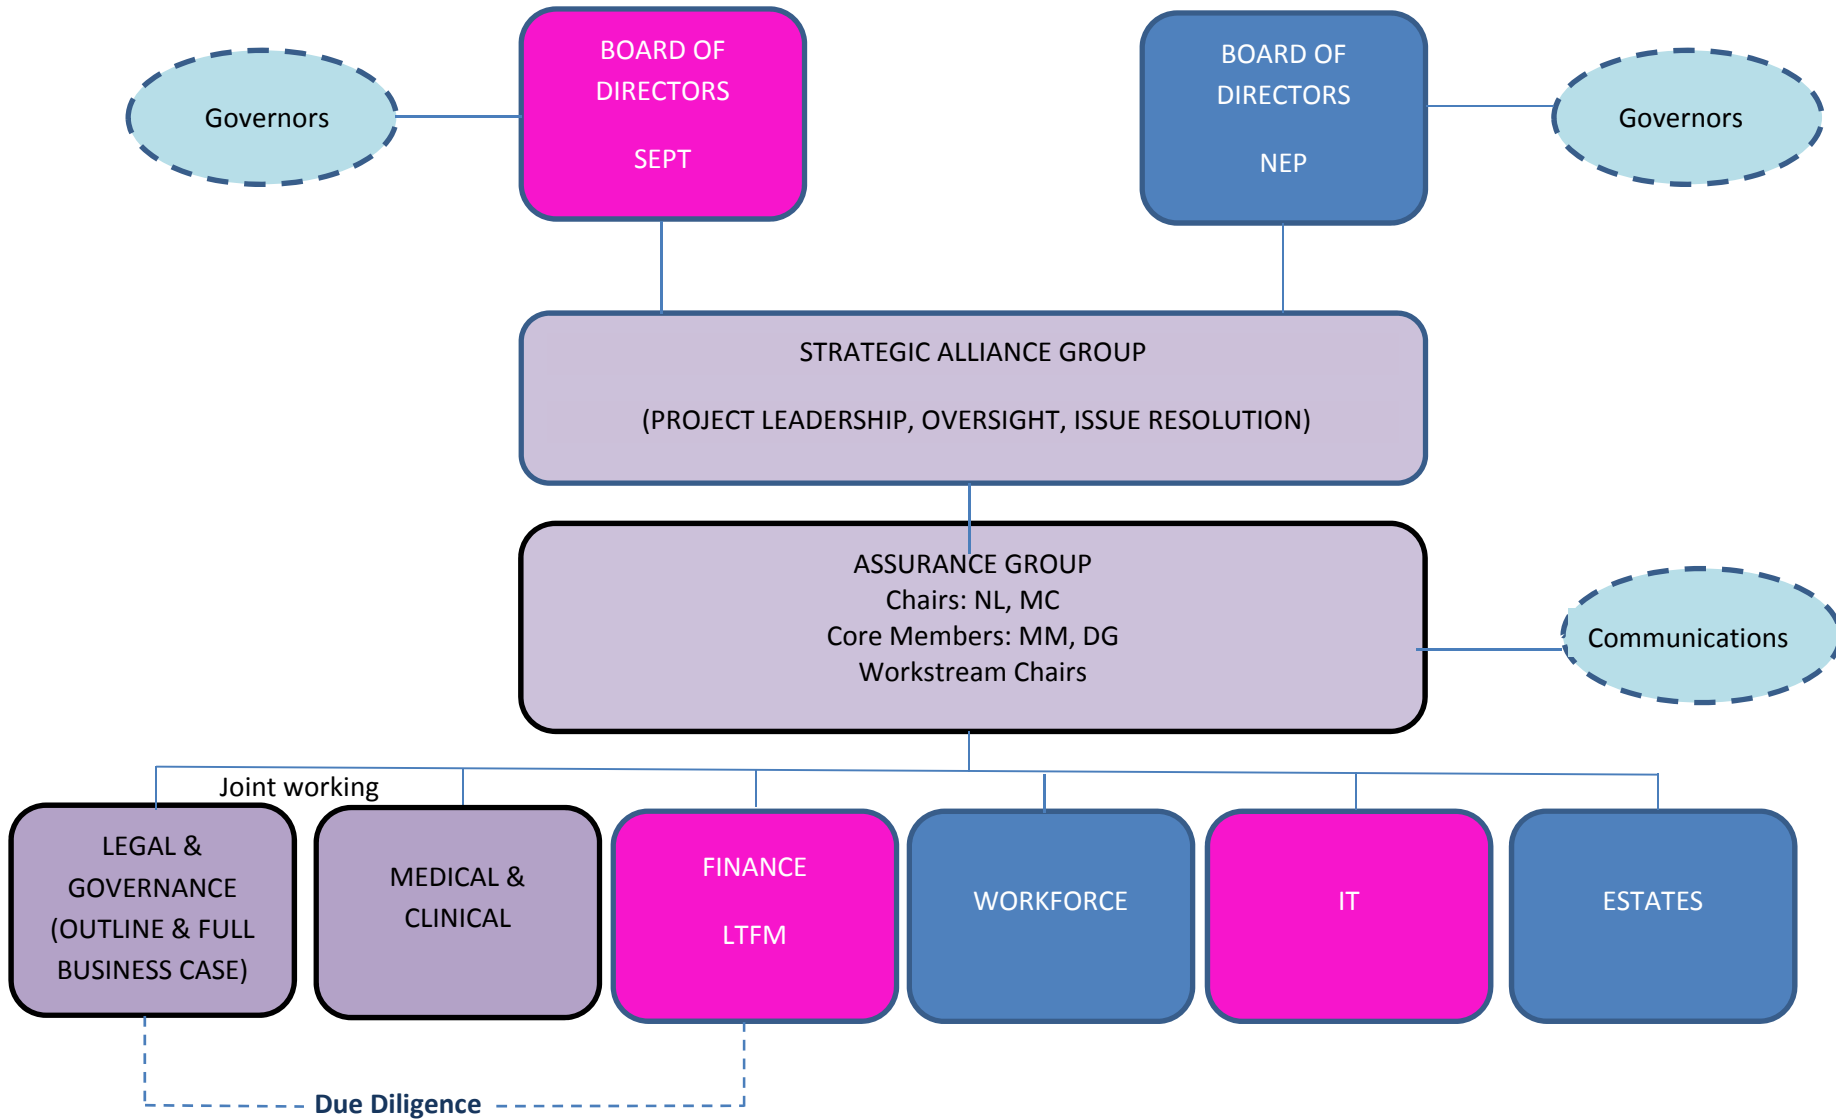 BOARD OF
DIRECTORS
SEPT
BOARD OF
DIRECTORS
NEP
Governors
Governors
STRATEGIC ALLIANCE GROUP
(PROJECT LEADERSHIP, OVERSIGHT, ISSUE RESOLUTION)
ASSURANCE GROUP
Chairs: NL, MC
Core Members: MM, DG
Workstream Chairs
Communications
Joint working
LEGAL &
GOVERNANCE
(OUTLINE & FULL
BUSINESS CASE)
MEDICAL &
CLINICAL
FINANCE
LTFM
WORKFORCE
IT
ESTATES
Due Diligence